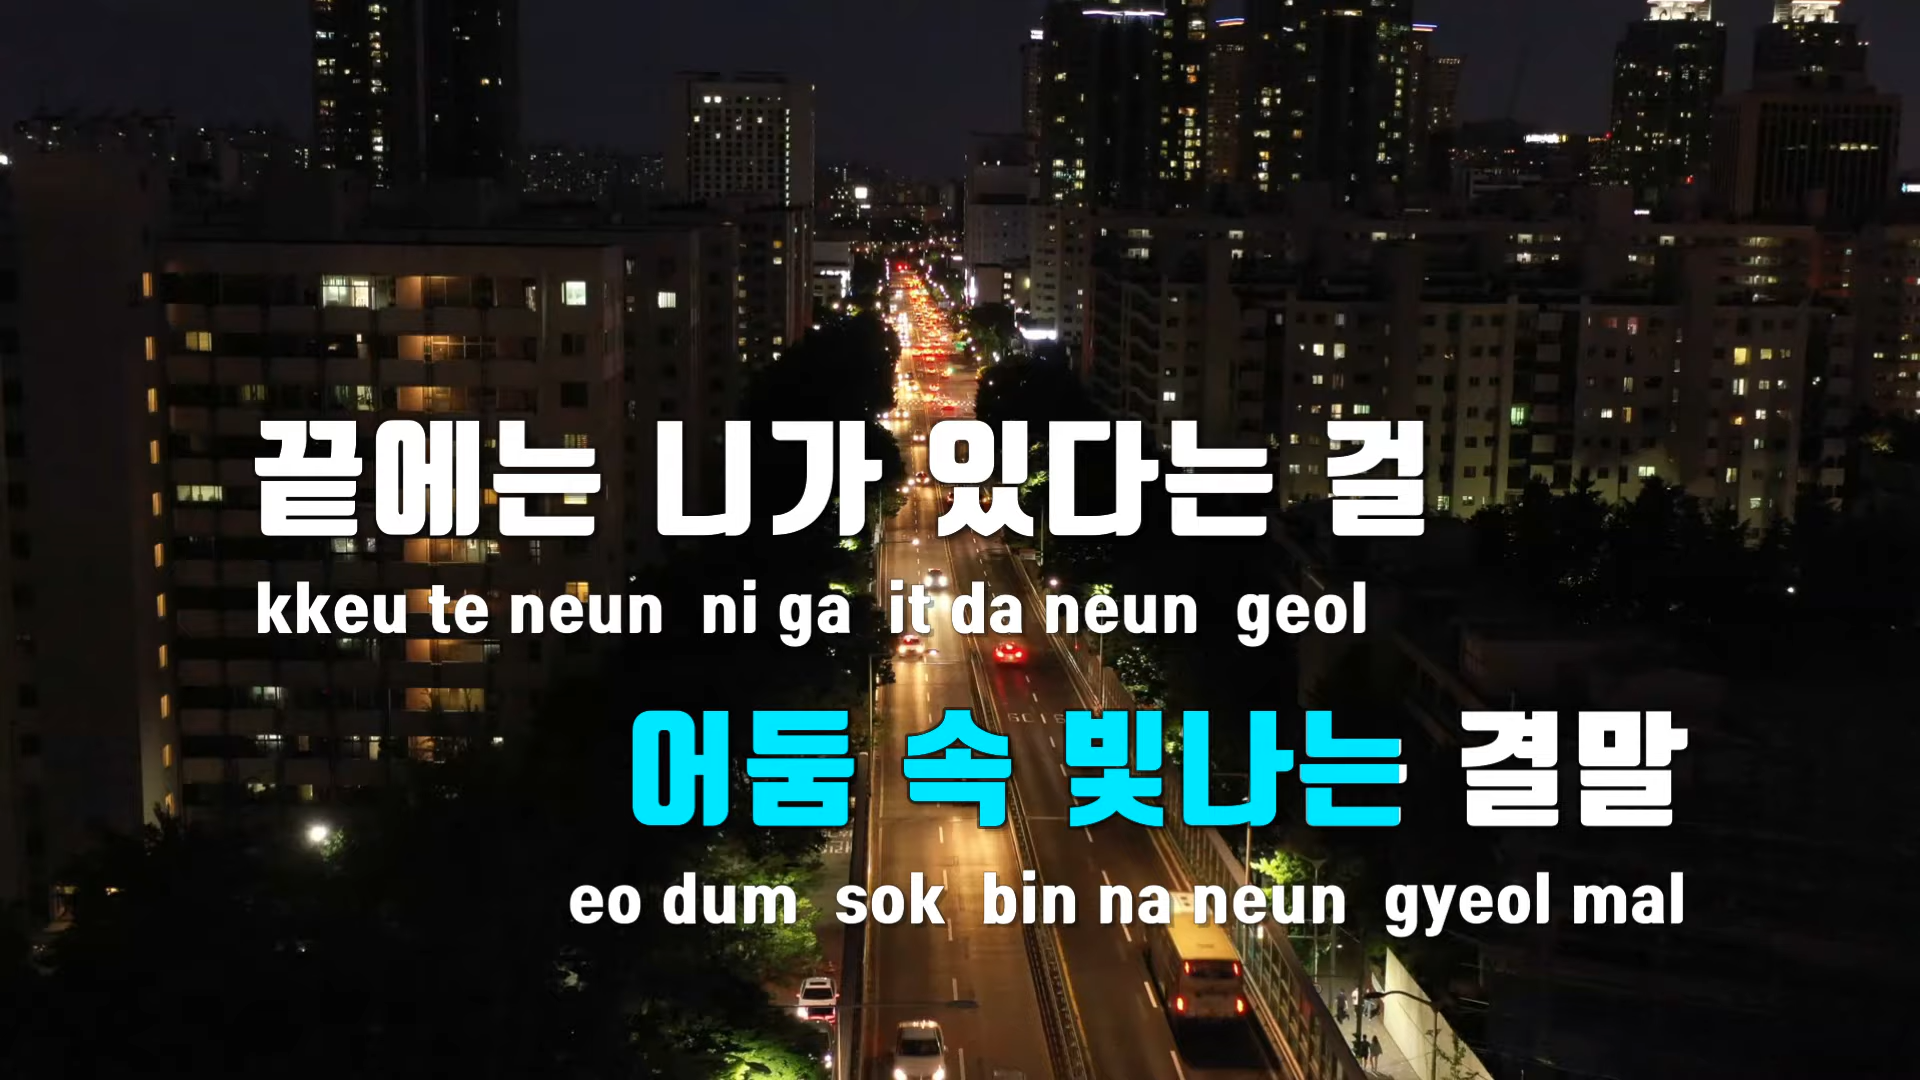 끝에는 니가 있다는 걸
kkeu te neun ni ga it da neun geol
어둠 속 빛나는 결말
eo dum sok bin na neun gyeol mal